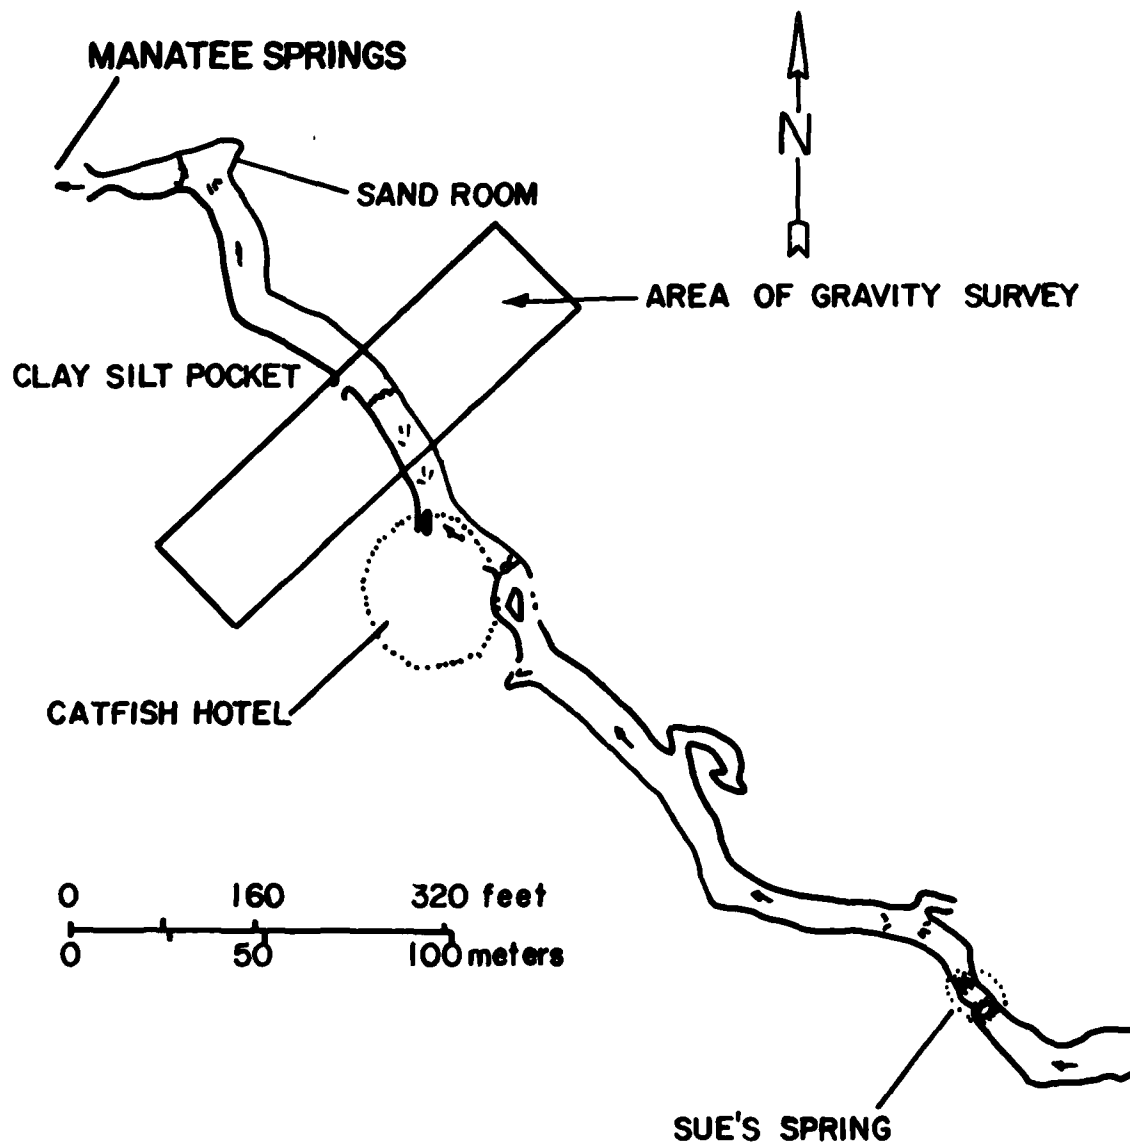 MANATEE SPRINGS
N
SAND ROOM
AREA OF GRAVITY SURVEY
CLAY SILT POCKET
CATFISH HOTEL
0 160 320 feet
0 50 100 meters
SUE'S SPRING